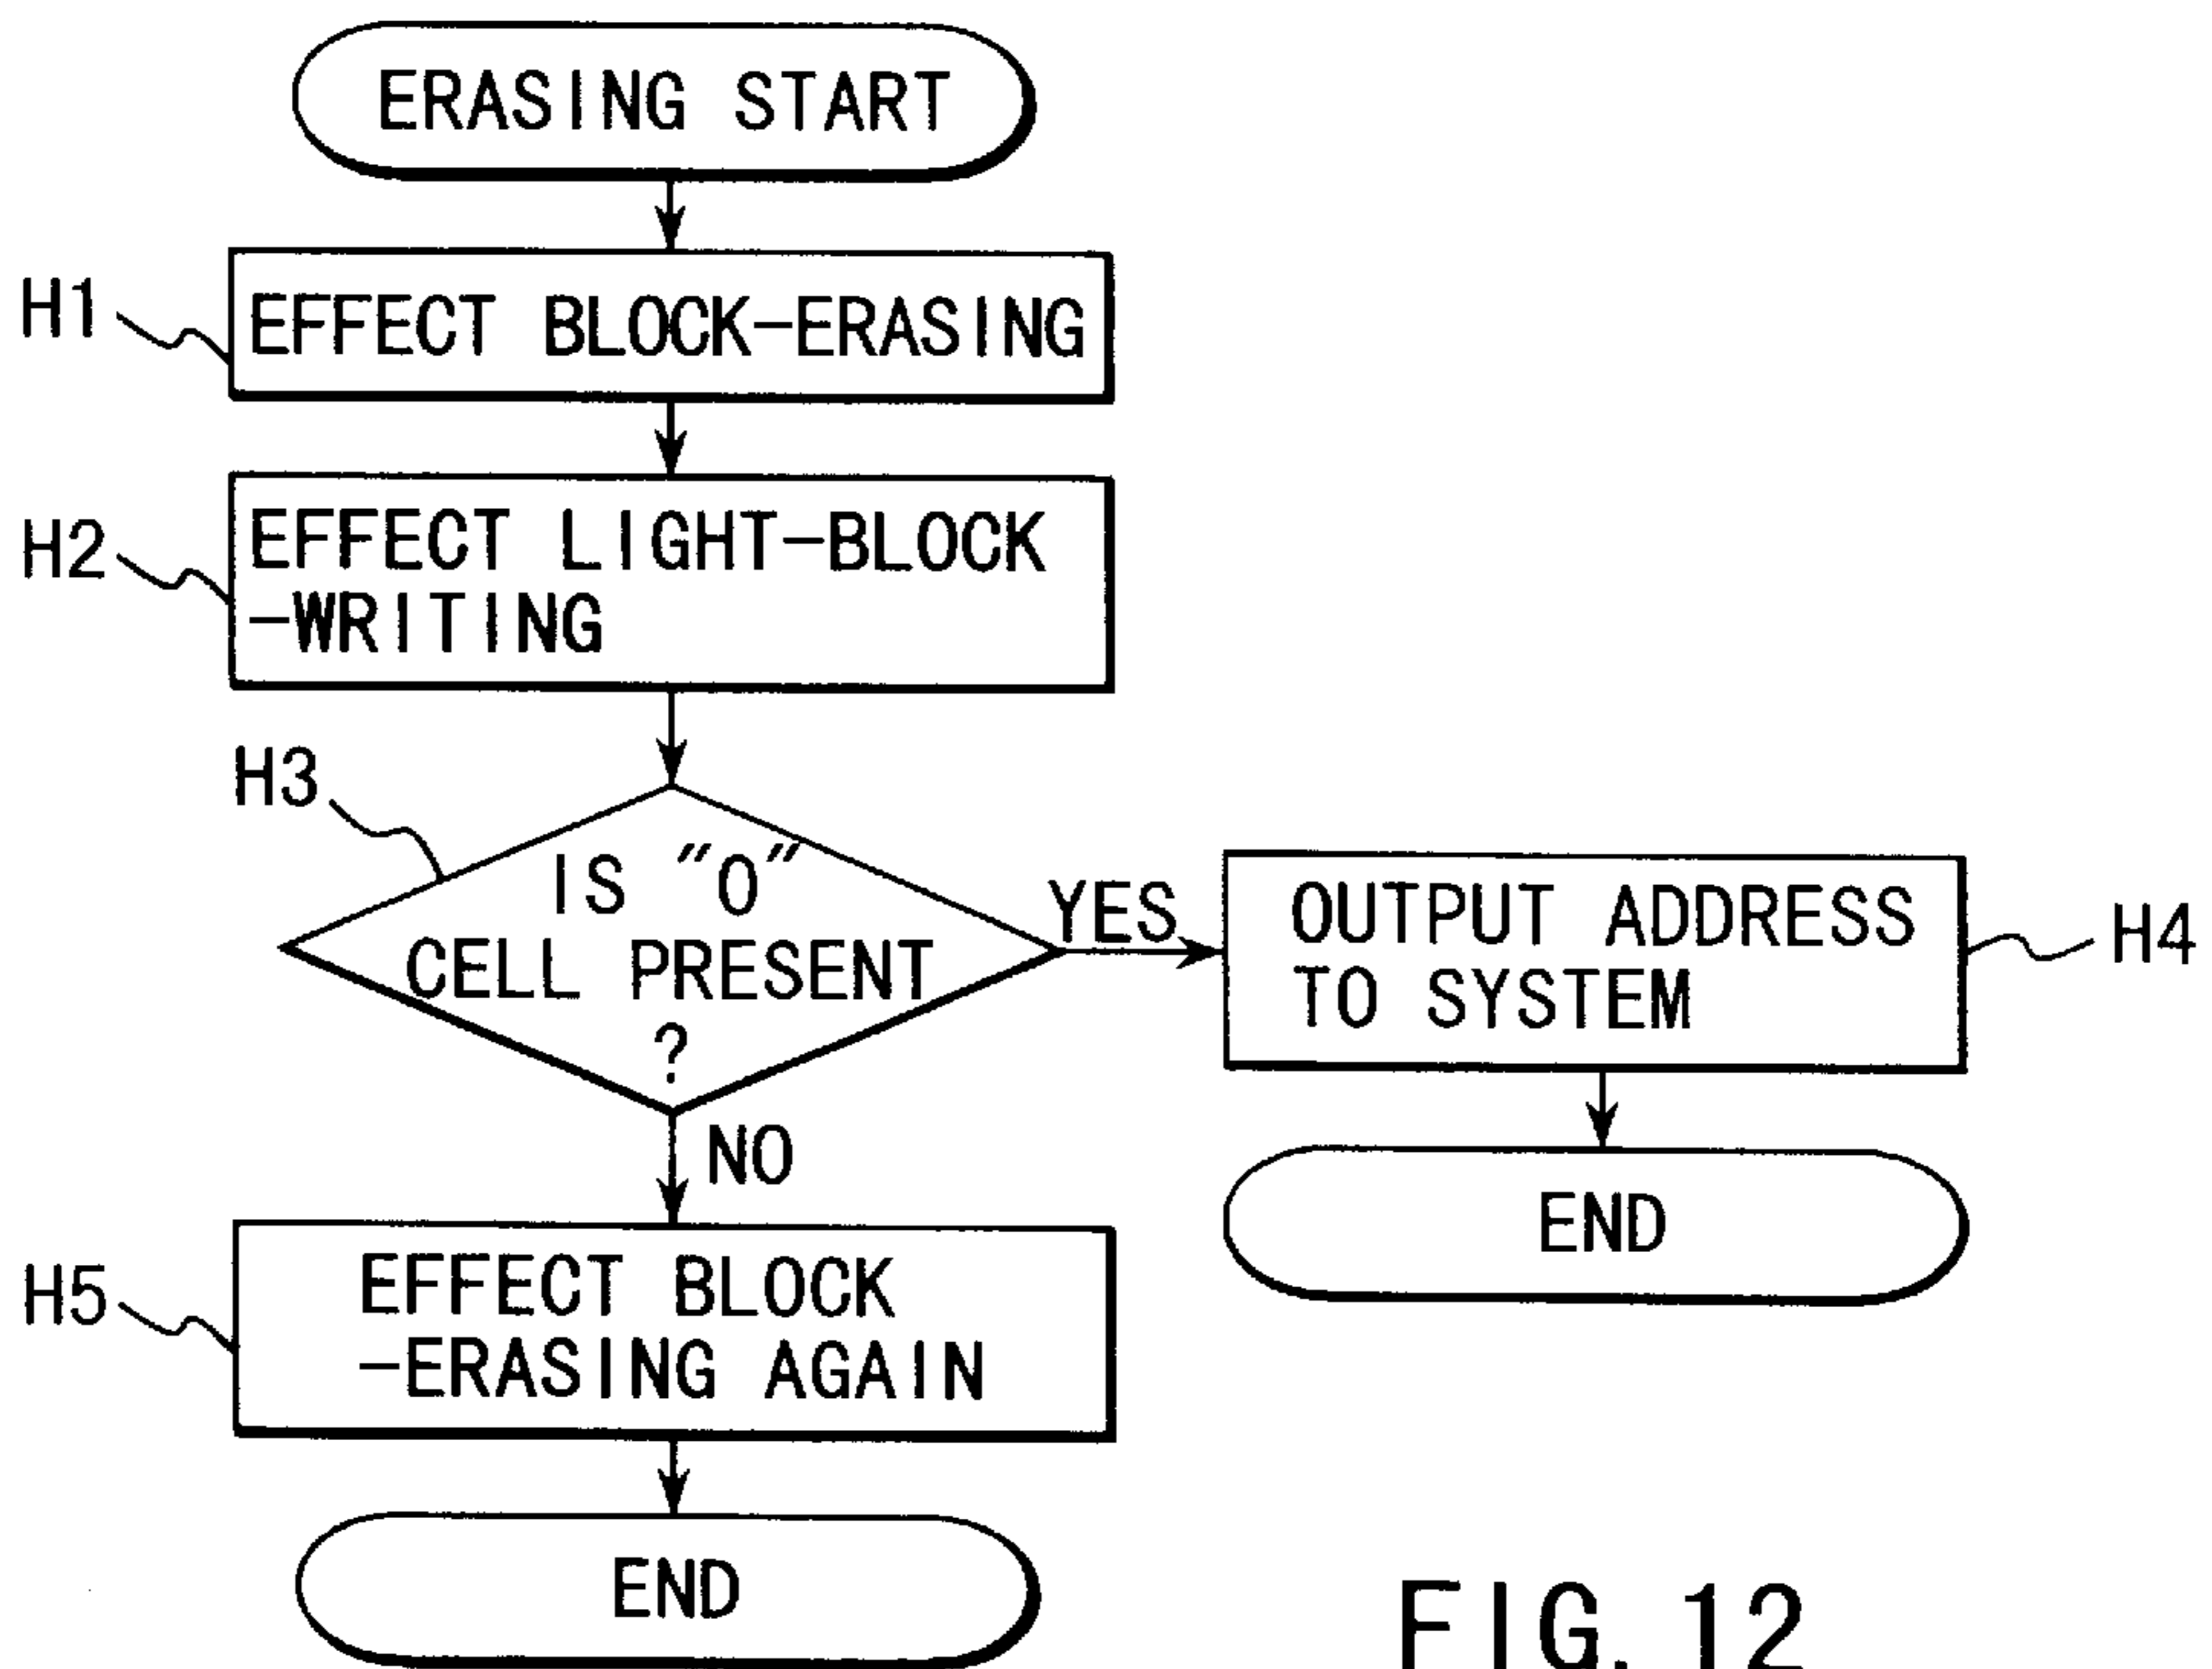 ERASING START
H1
EFFECT BLOCK-ERASING
H2
EFFECT LIGHT-BLOCK
-WRITING
H3
IS "0"
CELL PRESENT
?
YES
OUTPUT ADDRESS
TO SYSTEM
H4
END
NO
H5
EFFECT BLOCK
-ERASING AGAIN
END
FIG. 12